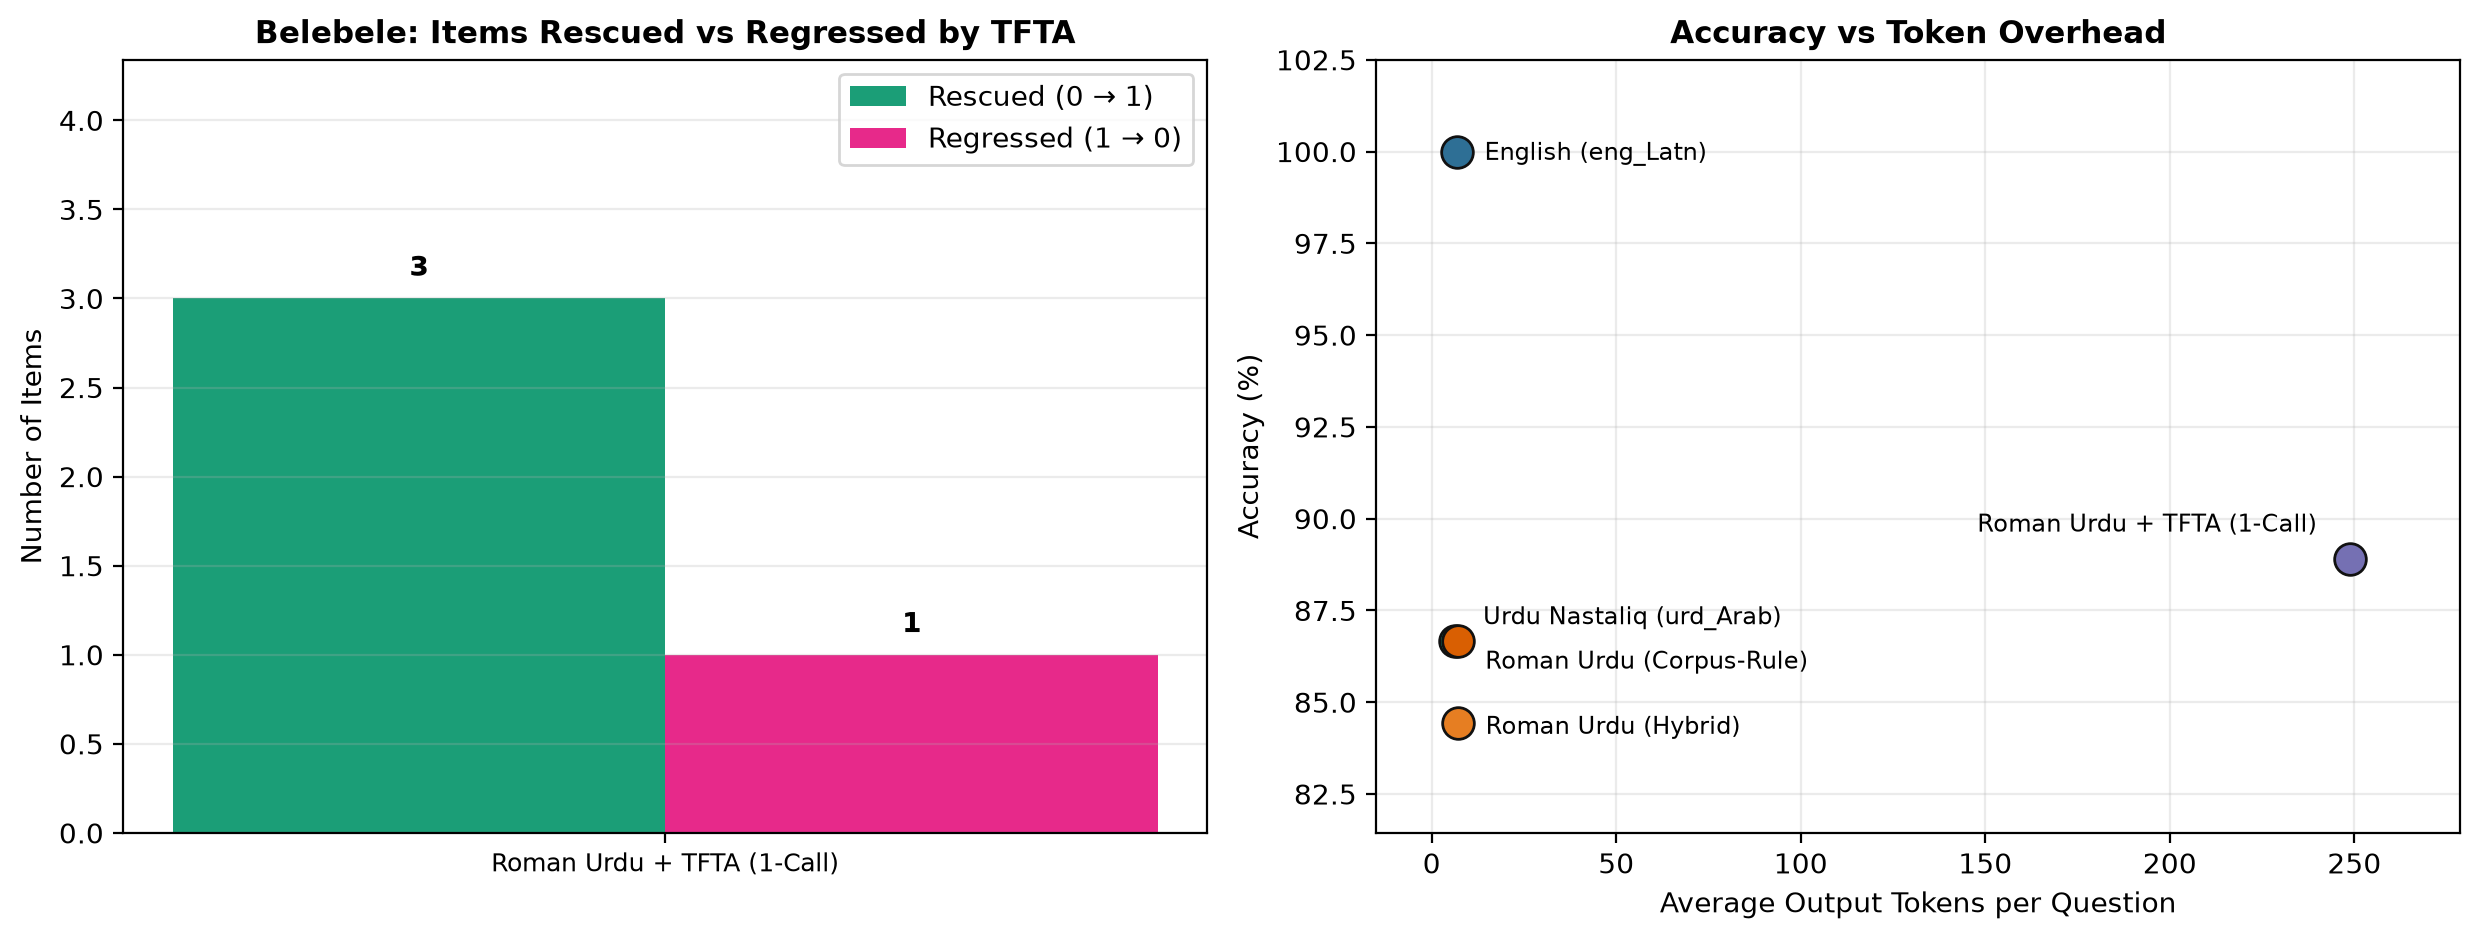 Belebele: Items Rescued vs Regressed by TFTA
Rescued (0 → 1)
Regressed (1 → 0)
Number of Items
4.0
3.5
3.0
2.5
2.0
1.5
1.0
0.5
0.0
3
1
Roman Urdu + TFTA (1-Call)
Accuracy vs Token Overhead
Accuracy (%)
102.5
100.0
97.5
95.0
92.5
90.0
87.5
85.0
82.5
English (eng_Latn)
Roman Urdu + TFTA (1-Call)
Urdu Nastaliq (urd_Arab)
Roman Urdu (Corpus-Rule)
Roman Urdu (Hybrid)
0 50 100 150 200 250
Average Output Tokens per Question